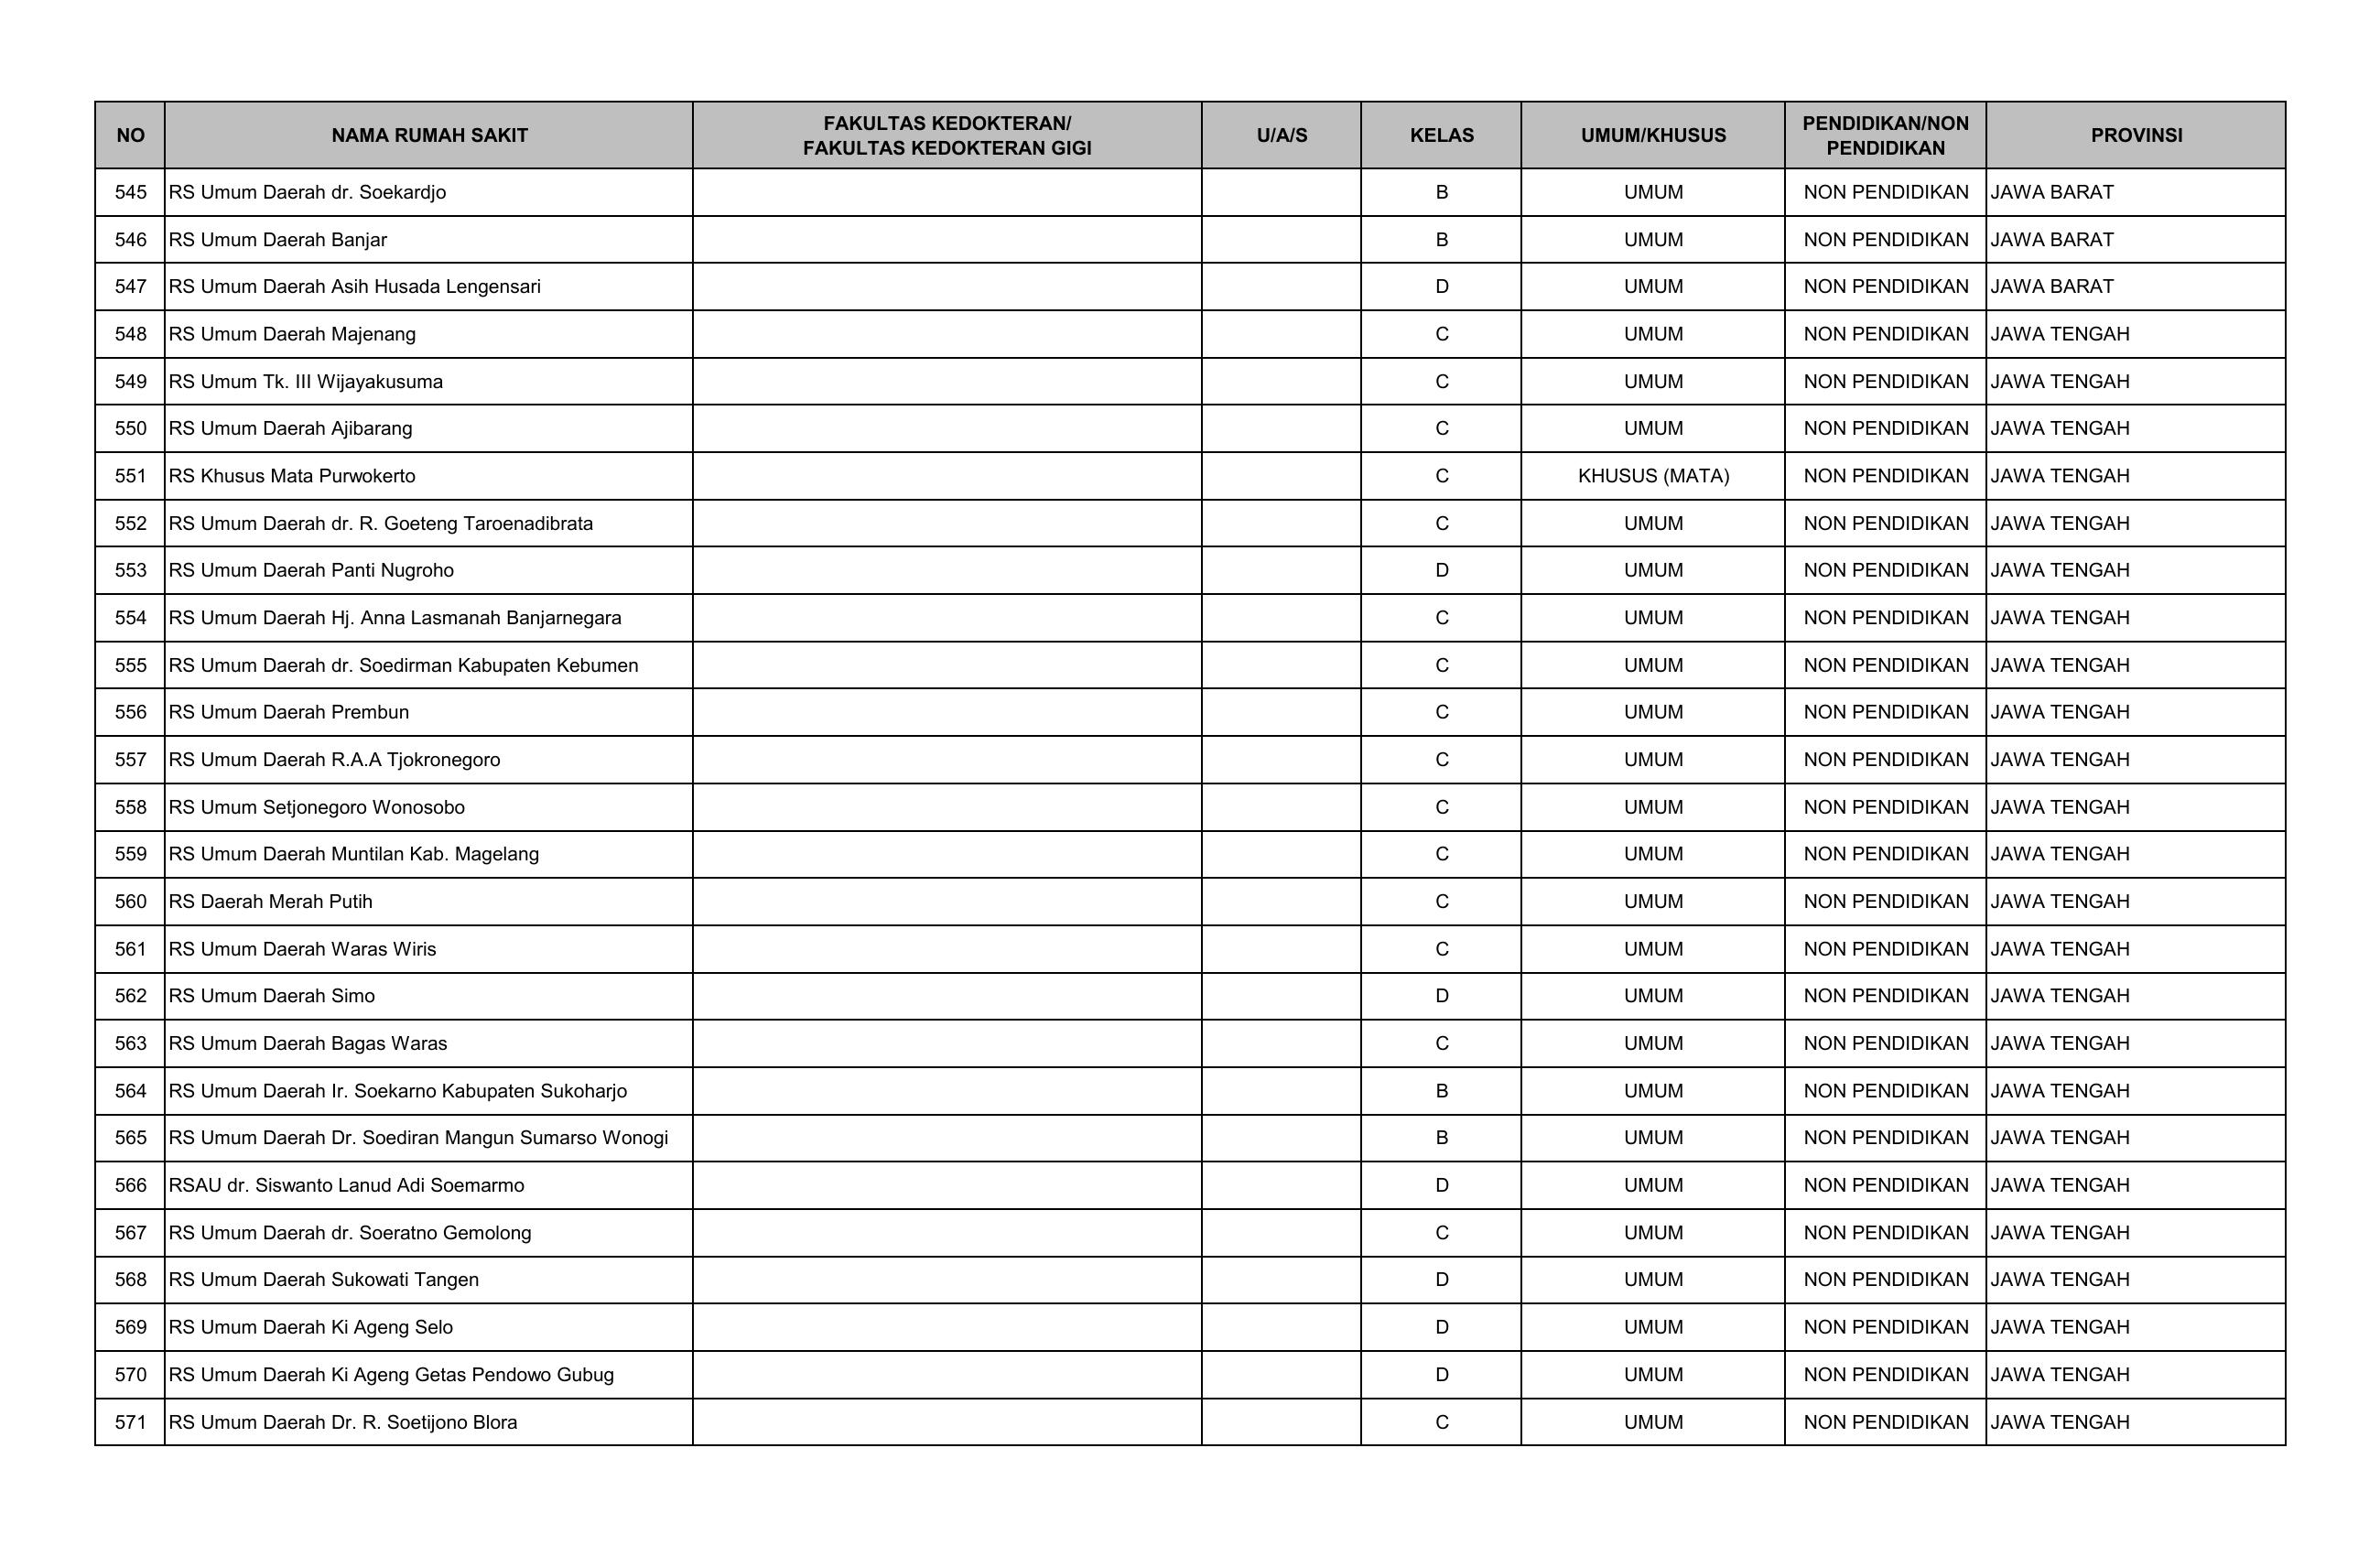 NO NAMA RUMAH SAKIT FAKULTAS KEDOKTERAN/ FAKULTAS KEDOKTERAN GIGI U/A/S KELAS UMUM/KHUSUS PENDIDIKAN/NON PENDIDIKAN PROVINSI
545 RS Umum Daerah dr. Soekardjo B UMUM NON PENDIDIKAN JAWA BARAT
546 RS Umum Daerah Banjar B UMUM NON PENDIDIKAN JAWA BARAT
547 RS Umum Daerah Asih Husada Lengensari D UMUM NON PENDIDIKAN JAWA BARAT
548 RS Umum Daerah Majenang C UMUM NON PENDIDIKAN JAWA TENGAH
549 RS Umum Tk. III Wijayakusuma C UMUM NON PENDIDIKAN JAWA TENGAH
550 RS Umum Daerah Ajibarang C UMUM NON PENDIDIKAN JAWA TENGAH
551 RS Khusus Mata Purwokerto C KHUSUS (MATA) NON PENDIDIKAN JAWA TENGAH
552 RS Umum Daerah dr. R. Goeteng Taroenadibrata C UMUM NON PENDIDIKAN JAWA TENGAH
553 RS Umum Daerah Panti Nugroho D UMUM NON PENDIDIKAN JAWA TENGAH
554 RS Umum Daerah Hj. Anna Lasmanah Banjarnegara C UMUM NON PENDIDIKAN JAWA TENGAH
555 RS Umum Daerah dr. Soedirman Kabupaten Kebumen C UMUM NON PENDIDIKAN JAWA TENGAH
556 RS Umum Daerah Prembun C UMUM NON PENDIDIKAN JAWA TENGAH
557 RS Umum Daerah R.A.A Tjokronegoro C UMUM NON PENDIDIKAN JAWA TENGAH
558 RS Umum Setjonegoro Wonosobo C UMUM NON PENDIDIKAN JAWA TENGAH
559 RS Umum Daerah Muntilan Kab. Magelang C UMUM NON PENDIDIKAN JAWA TENGAH
560 RS Daerah Merah Putih C UMUM NON PENDIDIKAN JAWA TENGAH
561 RS Umum Daerah Waras Wiris C UMUM NON PENDIDIKAN JAWA TENGAH
562 RS Umum Daerah Simo D UMUM NON PENDIDIKAN JAWA TENGAH
563 RS Umum Daerah Bagas Waras C UMUM NON PENDIDIKAN JAWA TENGAH
564 RS Umum Daerah Ir. Soekarno Kabupaten Sukoharjo B UMUM NON PENDIDIKAN JAWA TENGAH
565 RS Umum Daerah Dr. Soediran Mangun Sumarso Wonogi B UMUM NON PENDIDIKAN JAWA TENGAH
566 RSAU dr. Siswanto Lanud Adi Soemarmo D UMUM NON PENDIDIKAN JAWA TENGAH
567 RS Umum Daerah dr. Soeratno Gemolong C UMUM NON PENDIDIKAN JAWA TENGAH
568 RS Umum Daerah Sukowati Tangen D UMUM NON PENDIDIKAN JAWA TENGAH
569 RS Umum Daerah Ki Ageng Selo D UMUM NON PENDIDIKAN JAWA TENGAH
570 RS Umum Daerah Ki Ageng Getas Pendowo Gubug D UMUM NON PENDIDIKAN JAWA TENGAH
571 RS Umum Daerah Dr. R. Soetijono Blora C UMUM NON PENDIDIKAN JAWA TENGAH